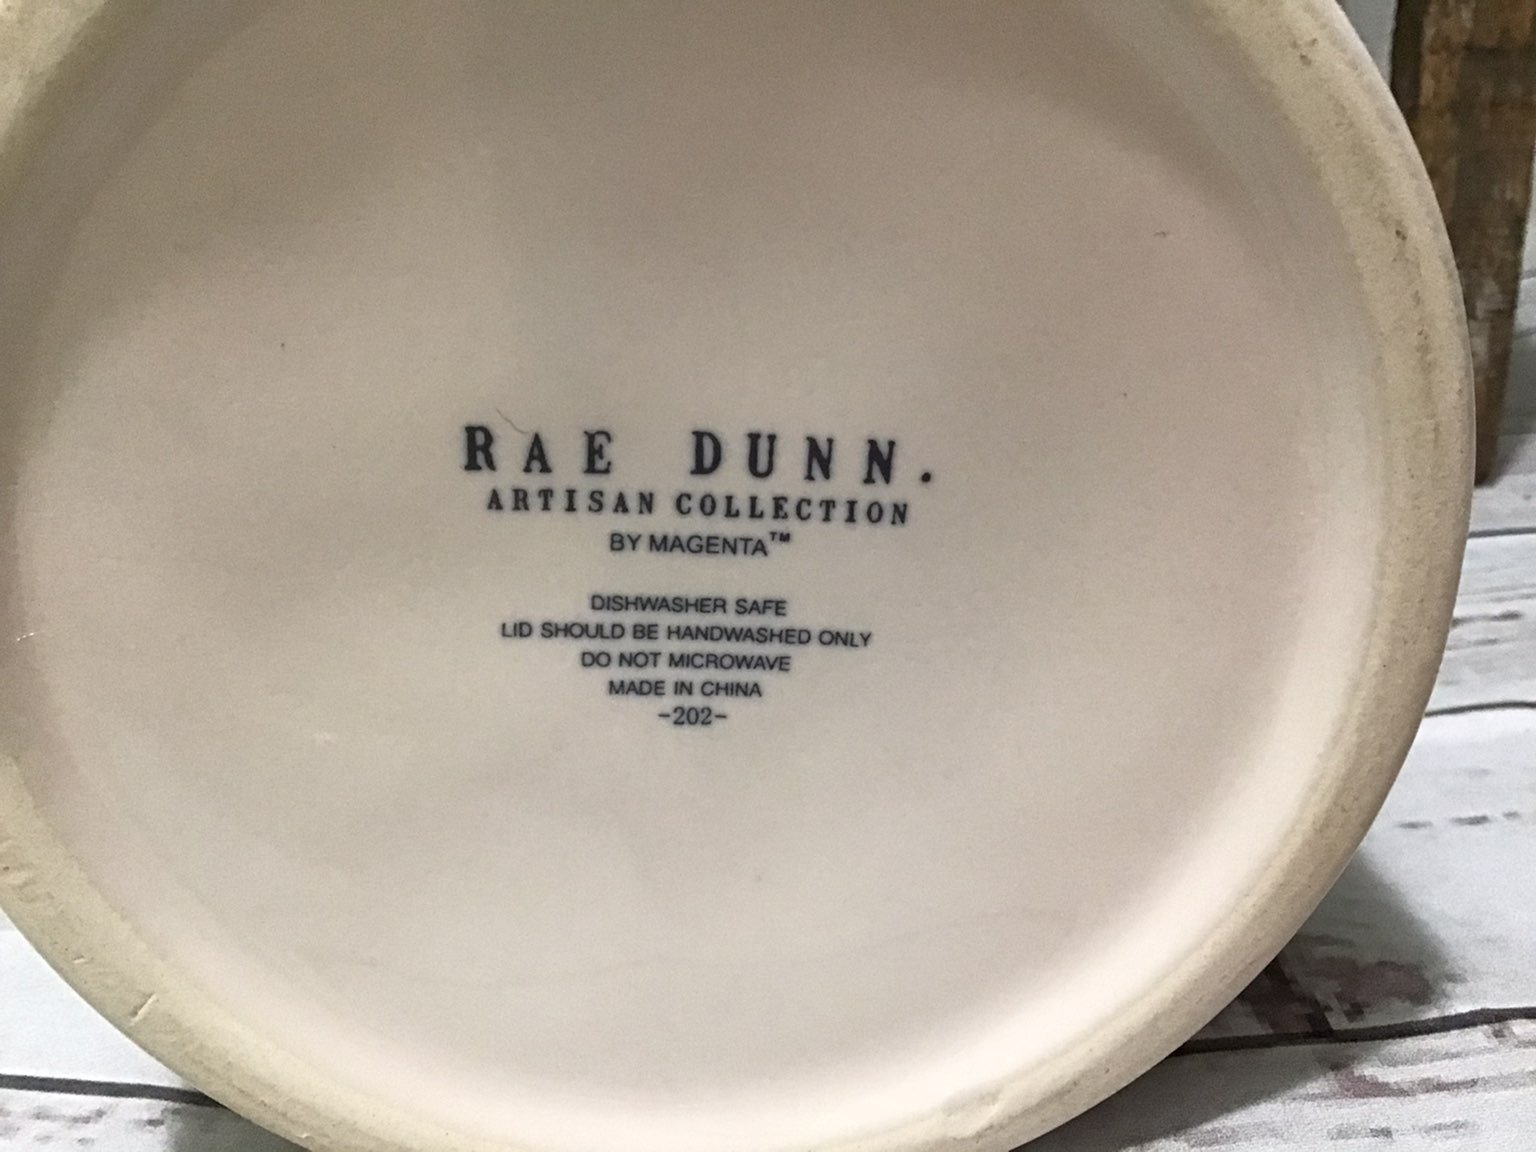 RAE DUNN.
ARTISAN COLLECTION
BY MAGENTA™
DISHWASHER SAFE
LID SHOULD BE HANDWASHED ONLY
DO NOT MICROWAVE
MADE IN CHINA
-202-